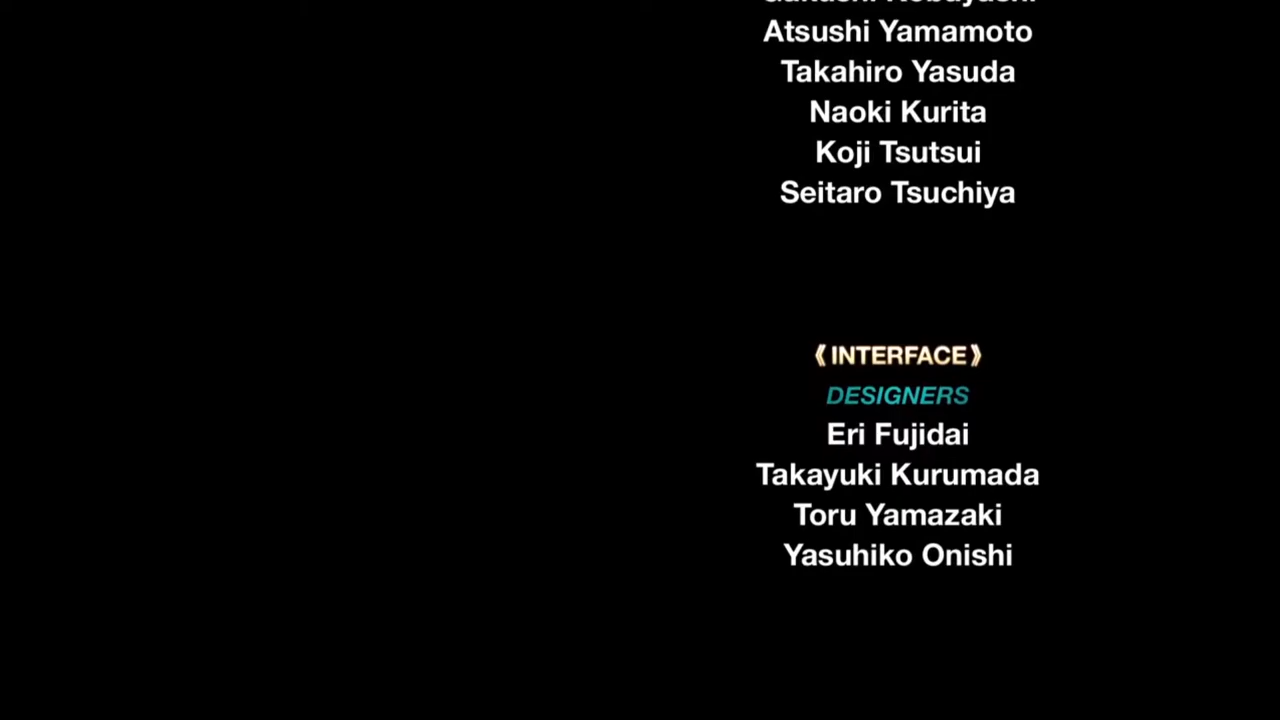 Atsushi Yamamoto
Takahiro Yasuda
Naoki Kurita
Koji Tsutsui
Seitaro Tsuchiya
《INTERFACE》
DESIGNERS
Eri Fujidai
Takayuki Kurumada
Toru Yamazaki
Yasuhiko Onishi